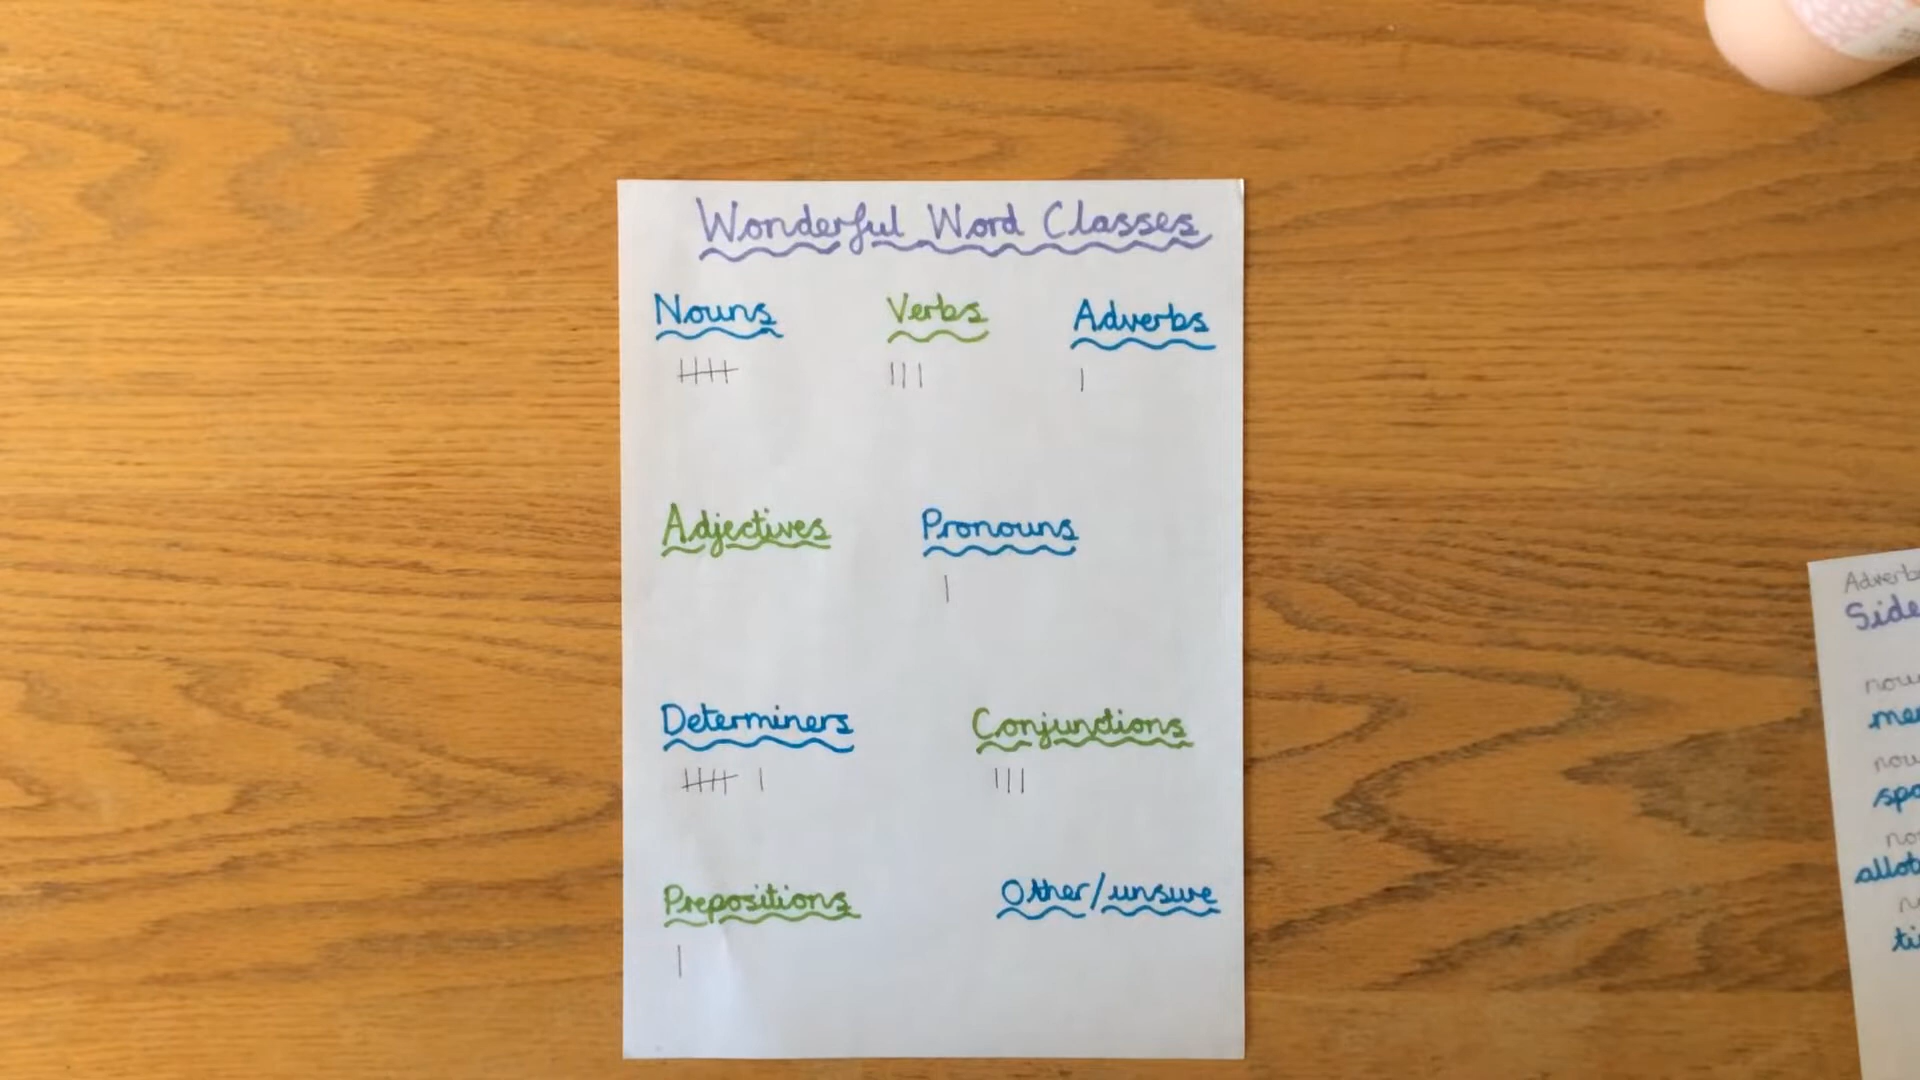 Wonderful Word Classes
Nouns Verbs Adverbs
Adjectives Pronouns
Determiners Conjunctions
Prepositions Other/unsure